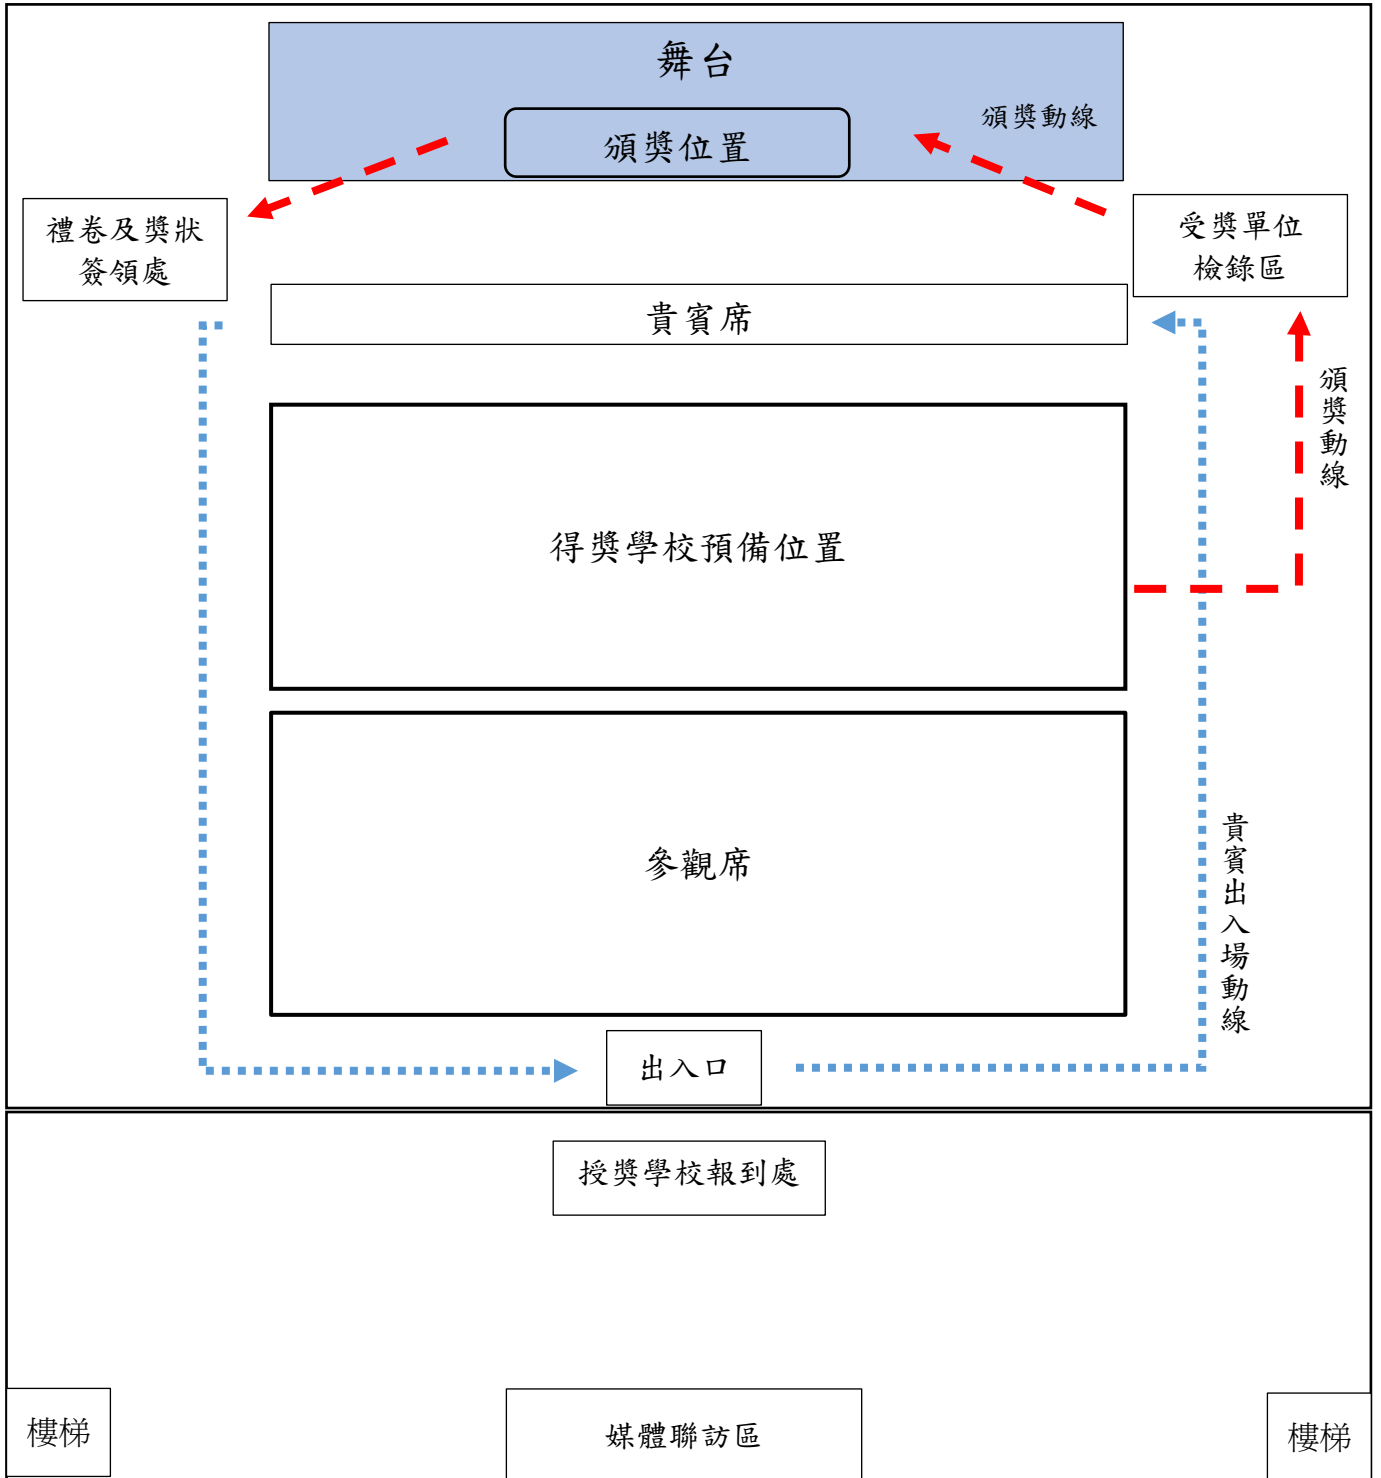 舞台
頒獎動線
頒獎位置
禮卷及獎狀
簽領處
受獎單位
檢錄區
貴賓席
頒獎動線
得獎學校預備位置
參觀席
貴賓出入場動線
出入口
授獎學校報到處
樓梯
媒體聯訪區
樓梯